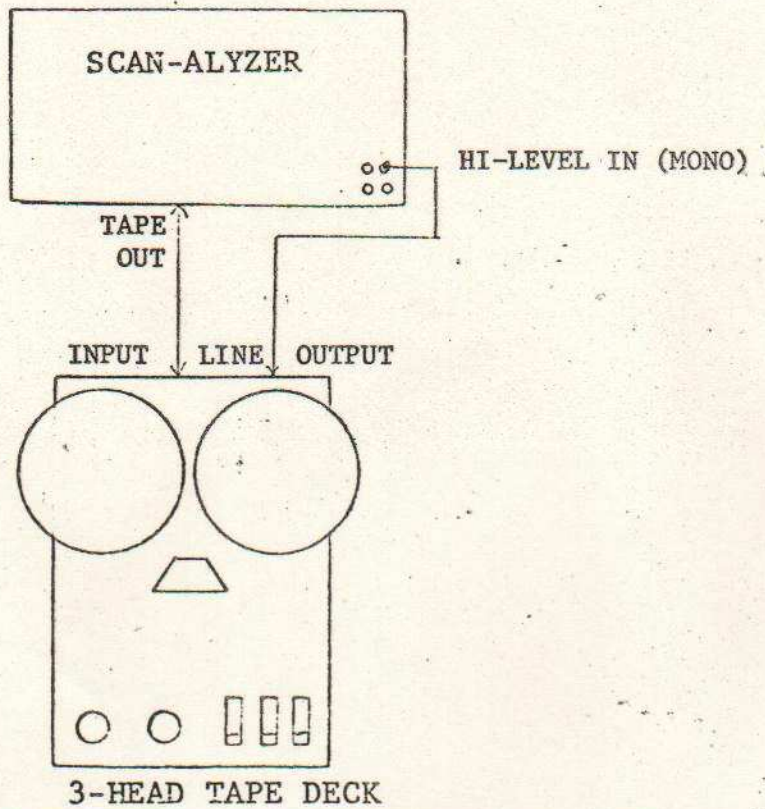 SCAN-ALYZER
HI-LEVEL IN (MONO)
TAPE
OUT
INPUT LINE OUTPUT
3-HEAD TAPE DECK